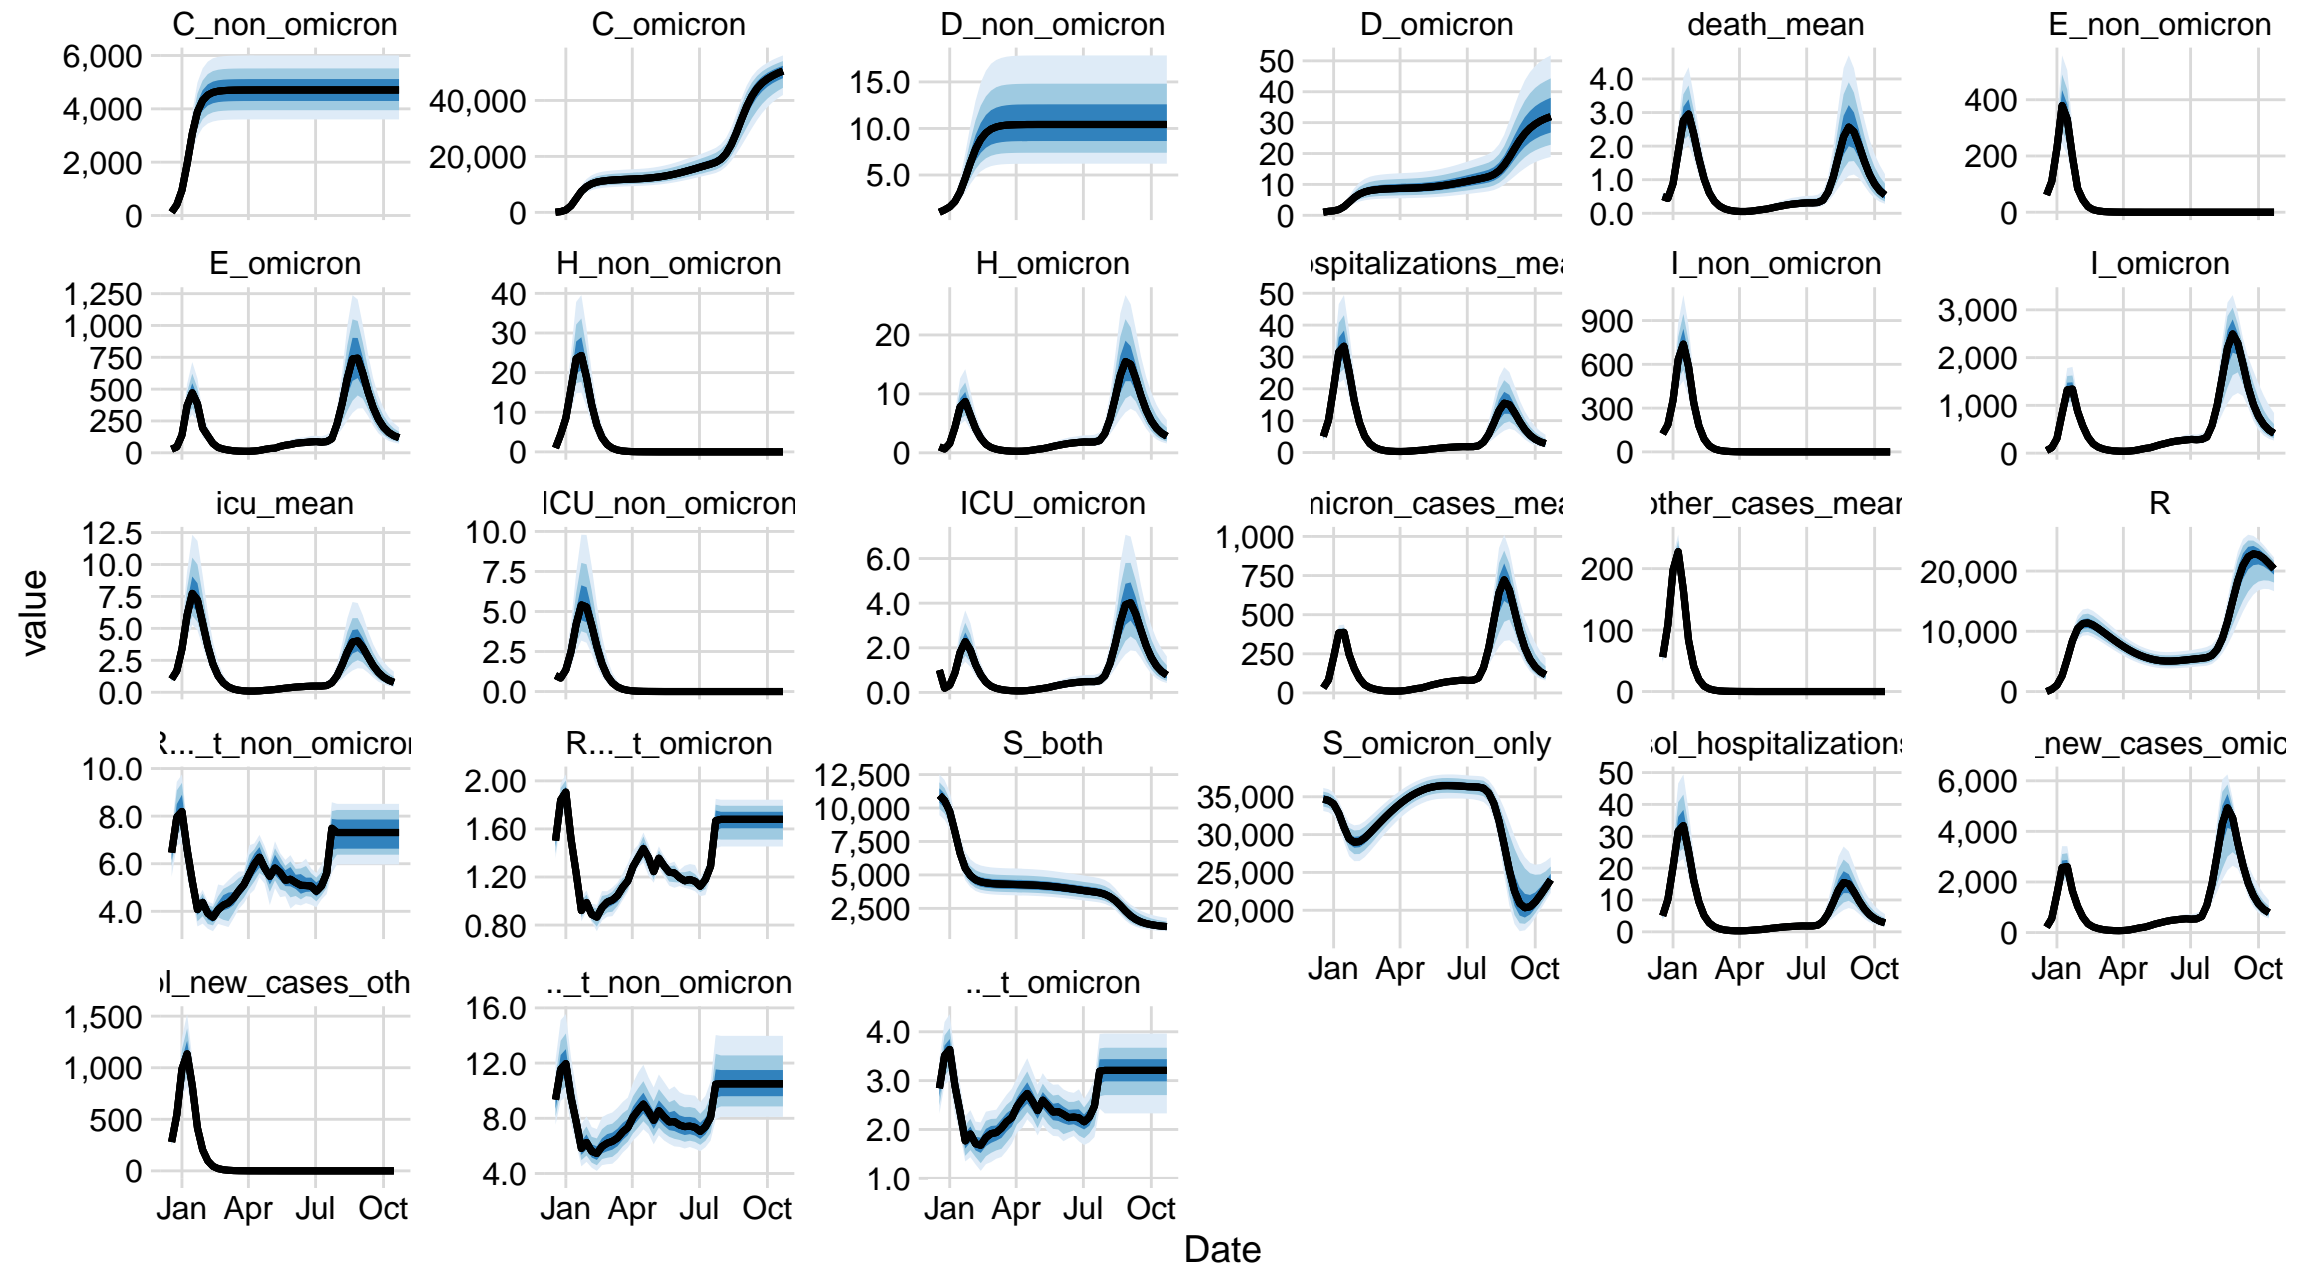 C_non_omicron C_omicron D_non_omicron D_omicron death_mean E_non_omicron
6,000 4,000 2,000 0
40,000 20,000 0
15.0 10.0 5.0
50 40 30 20 10 0
4.0 3.0 2.0 1.0 0.0
400 200 0
E_omicron H_non_omicron H_omicron spitalizations_mea I_non_omicron I_omicron
1,250 1,000 750 500 250 0
40 30 20 10 0
20 10 0
50 40 30 20 10 0
900 600 300 0
3,000 2,000 1,000 0
icu_mean ICU_non_omicron ICU_omicron micron_cases_mea other_cases_mean R
12.5 10.0 7.5 5.0 2.5 0.0
10.0 7.5 5.0 2.5 0.0
6.0 4.0 2.0 0.0
1,000 750 500 250 0
200 100 0
20,000 10,000 0
R..._t_non_omicron R..._t_omicron S_both S_omicron_only sol_hospitalizations _new_cases_omic
10.0 8.0 6.0 4.0
2.00 1.60 1.20 0.80
12,500 10,000 7,500 5,000 2,500
35,000 30,000 25,000 20,000
50 40 30 20 10 0
6,000 4,000 2,000 0
Jan Apr Jul Oct Jan Apr Jul Oct Jan Apr Jul Oct
ol_new_cases_oth .._t_non_omicron .._t_omicron
1,500 1,000 500 0
16.0 12.0 8.0 4.0
4.0 3.0 2.0 1.0
Jan Apr Jul Oct Jan Apr Jul Oct Jan Apr Jul Oct
value
Date